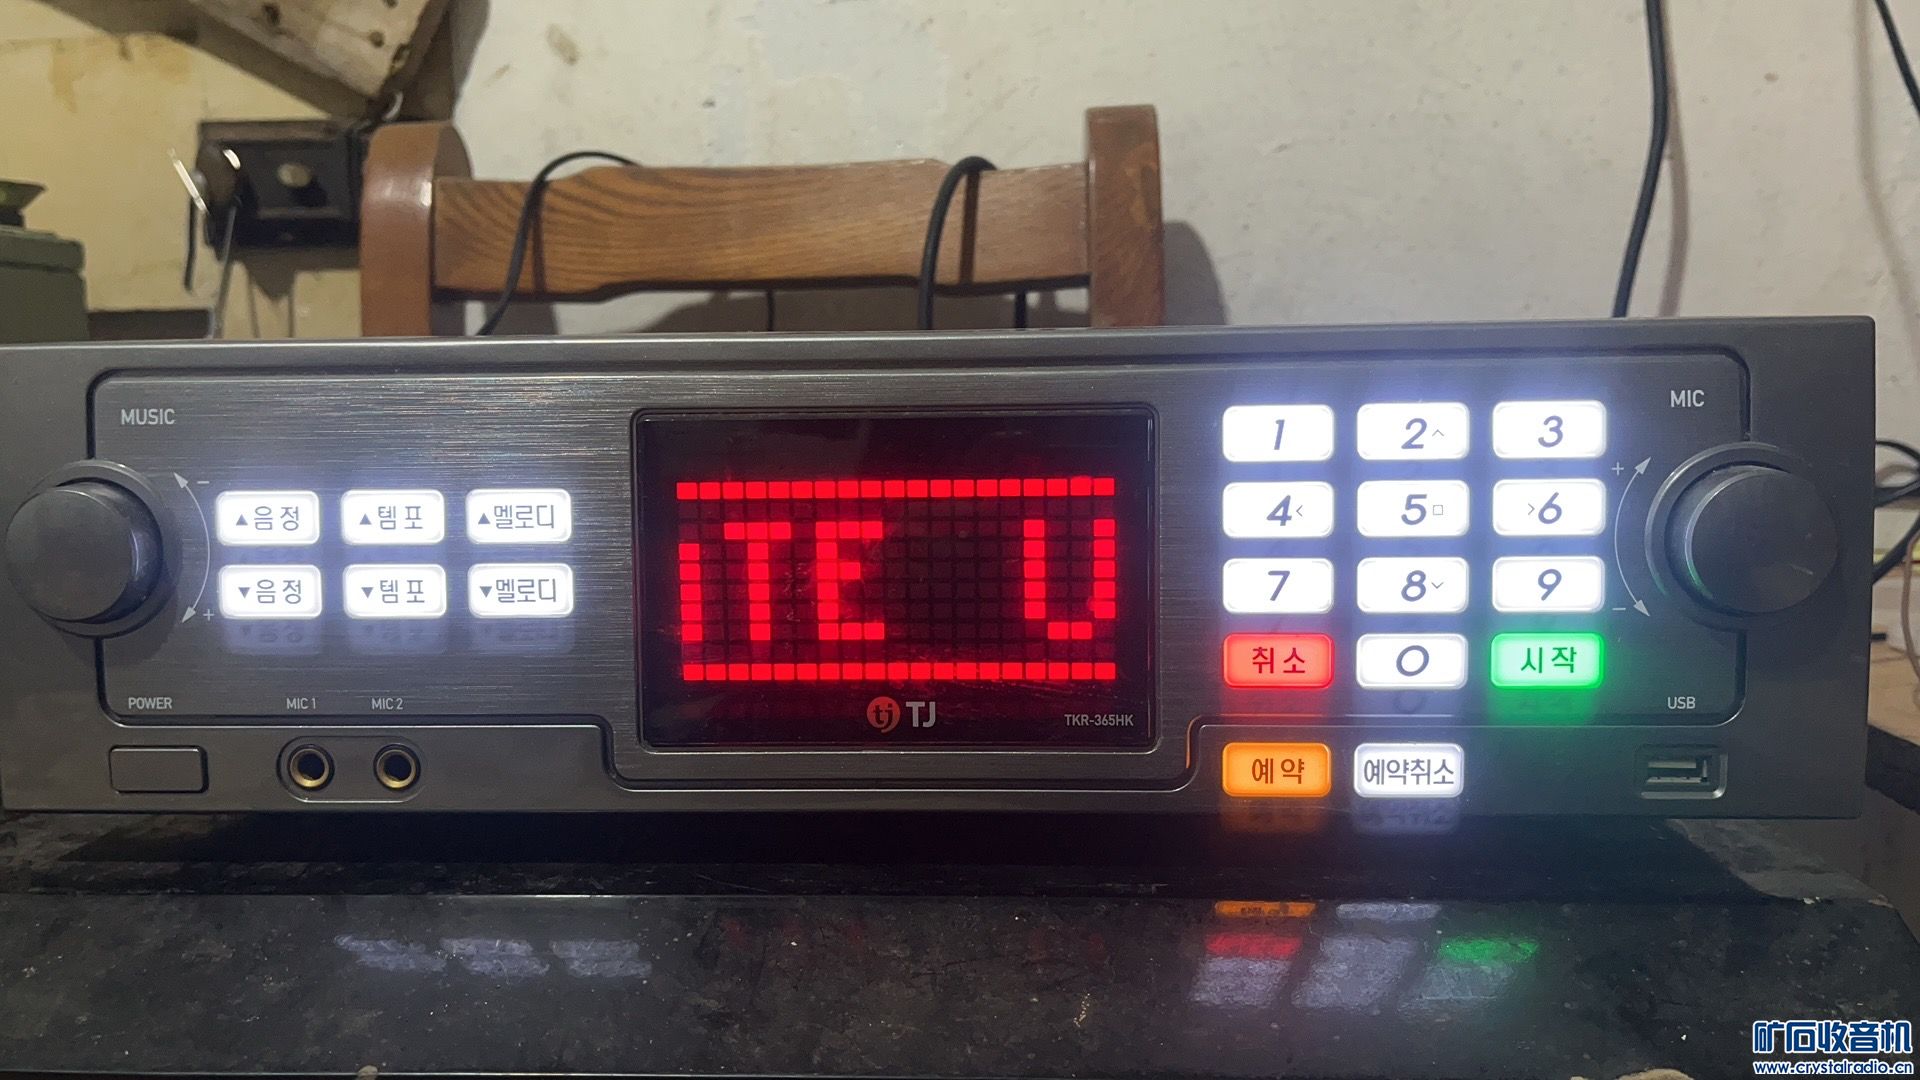 MUSIC
MIC
▲음정 ▲템포 ▲멜로디
▼음정 ▼템포 ▼멜로디
− +
+ −
TE
TJ
TKR-365HK
1 2 3
4 5 6
7 8 9
취소 0 시작
예약 예약취소
POWER
MIC 1 MIC 2
USB
矿石收音机
www.crystalradio.cn